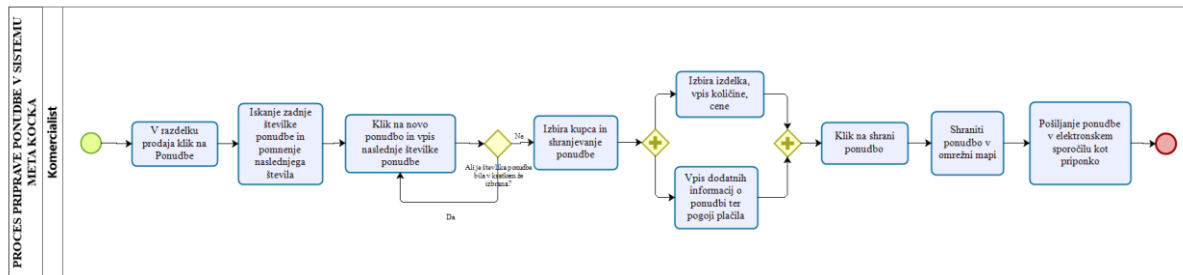 PROCES PRIPRAVE PONUDBE V SISTEMU
META KOCKA
Komercialist
V razdelku
prodaja klik na
Ponudbe
Iskanje zadnje
številke
ponudbe in
pomnenje
naslednjega
števila
Klik na novo
ponudbo in vpis
naslednje številke
ponudbe
Ne
Ali je številka ponudbe
bila v kratkem že
izbrana?
Da
Izbira kupca in
shranjevanje
ponudbe
Izbira izdelka,
vpis količine,
cene
Vpis dodatnih
informacij o
ponudbi ter
pogoji plačila
Klik na shrani
ponudbo
Shraniti
ponudbo v
omrežni mapi
Pošiljanje ponudbe
v elektronskem
sporočilu kot
priponko